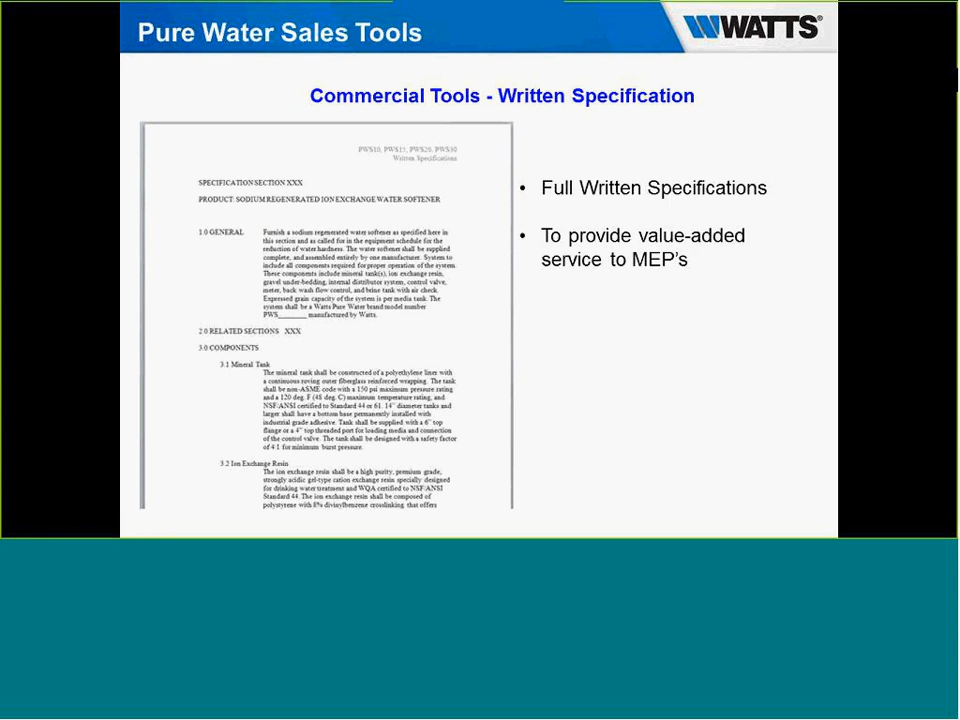 Pure Water Sales Tools
WATTS®
Commercial Tools - Written Specification
PWS10, PWS15, PWS20, PWS30
Written Specifications
SPECIFICATION SECTION XXX
PRODUCT: SODIUM REGENERATED ION EXCHANGE WATER SOFTENER
1.0 GENERAL
Furnish a sodium regenerated water softener as specified here in
this section and as called for in the equipment schedule for the
reduction of water hardness. The water softener shall be supplied
complete, and assembled entirely by one manufacturer. System to
include all components required for proper operation of the system.
These components include mineral tank(s), ion exchange resin,
gravel under-bedding, internal distributor system, control valve,
meter, back wash flow control, and brine tank with air check.
Expressed grain capacity of the system is per media tank. The
system shall be a Watts Pure Water brand model number
PWS_______ manufactured by Watts.
2.0 RELATED SECTIONS XXX
3.0 COMPONENTS
3.1 Mineral Tank
The mineral tank shall be constructed of a polyethylene liner with
a continuous roving outer fiberglass reinforced wrapping. The tank
shall be non-ASME code with a 150 psi maximum pressure rating
and a 120 deg. F (48 deg. C) maximum temperature rating, and
NSF/ANSI certified to Standard 44 or 61. 14" diameter tanks and
larger shall have a bottom base permanently installed with
industrial grade adhesive. Tank shall be supplied with a 6" top
flange or a 4" top threaded port for loading media and connection
of the control valve. The tank shall be designed with a safety factor
of 4:1 for minimum burst pressure.
3.2 Ion Exchange Resin
The ion exchange resin shall be a high purity, premium grade,
strongly acidic gel-type cation exchange resin specially designed
for drinking water treatment and WQA certified to NSF/ANSI
Standard 44. The ion exchange resin shall be composed of
polystyrene with 8% divinylbenzene crosslinking that offers
• Full Written Specifications
• To provide value-added
service to MEP's